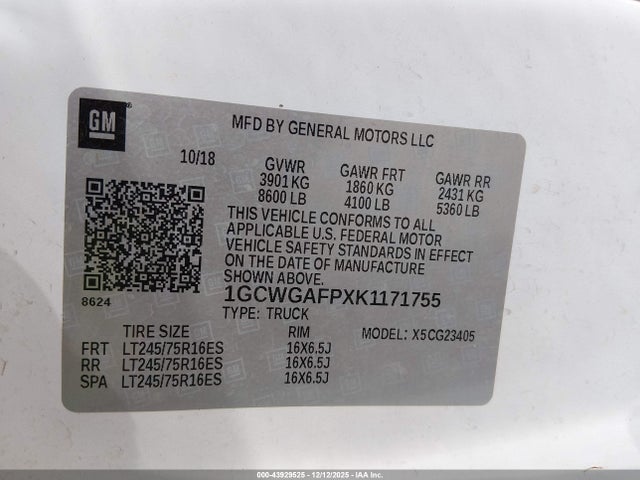 GM
MFD BY GENERAL MOTORS LLC
10/18
GVWR GAWR FRT GAWR RR
3901 KG 1860 KG 2431 KG
8600 LB 4100 LB 5360 LB
THIS VEHICLE CONFORMS TO ALL
APPLICABLE U.S. FEDERAL MOTOR
VEHICLE SAFETY STANDARDS IN EFFECT
ON THE DATE OF MANUFACTURE
SHOWN ABOVE.
8624
1GCWGAFPXK1171755
TYPE: TRUCK
MODEL: X5CG23405
TIRE SIZE RIM
FRT LT245/75R16ES 16X6.5J
RR LT245/75R16ES 16X6.5J
SPA LT245/75R16ES 16X6.5J
000-43929525 - 12/12/2025 - IAA, Inc.